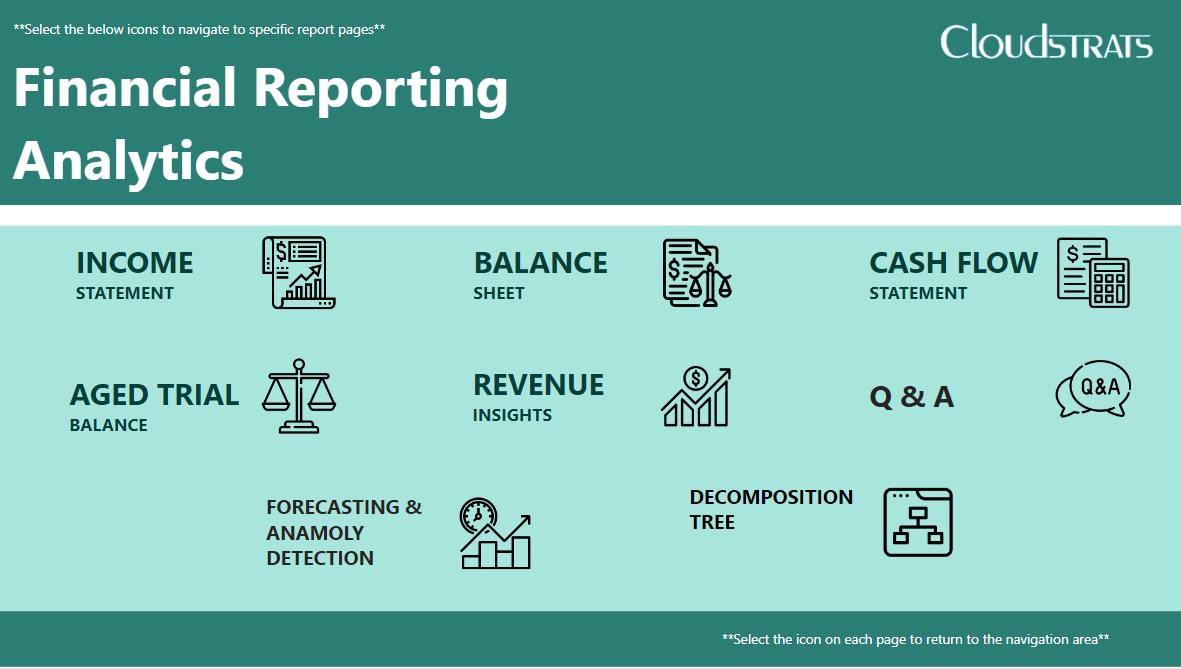 **Select the below icons to navigate to specific report pages**
CloudSTRATS
Financial Reporting
Analytics
INCOME
STATEMENT
$
BALANCE
SHEET
$
CASH FLOW
STATEMENT
$
AGED TRIAL
BALANCE
REVENUE
INSIGHTS
$
Q & A
Q&A
FORECASTING &
ANAMOLY
DETECTION
DECOMPOSITION
TREE
**Select the icon on each page to return to the navigation area**